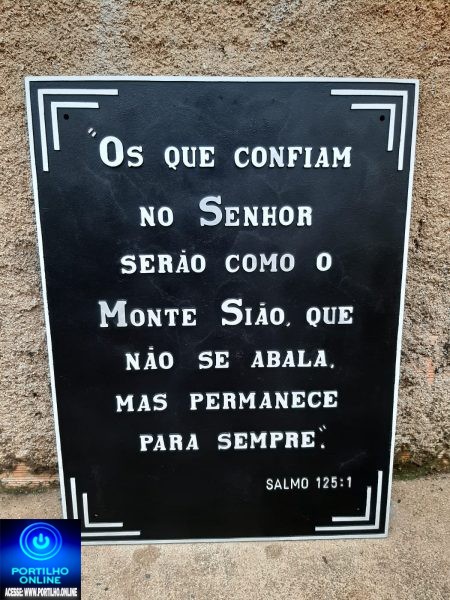 "Os QUE CONFIAM
NO SENHOR
SERÃO COMO O
MONTE SIÃO, QUE
NÃO SE ABALA,
MAS PERMANECE
PARA SEMPRE".
SALMO 125:1
PORTILHO
ONLINE
ACESSE: WWW.PORTILHO.ONLINE